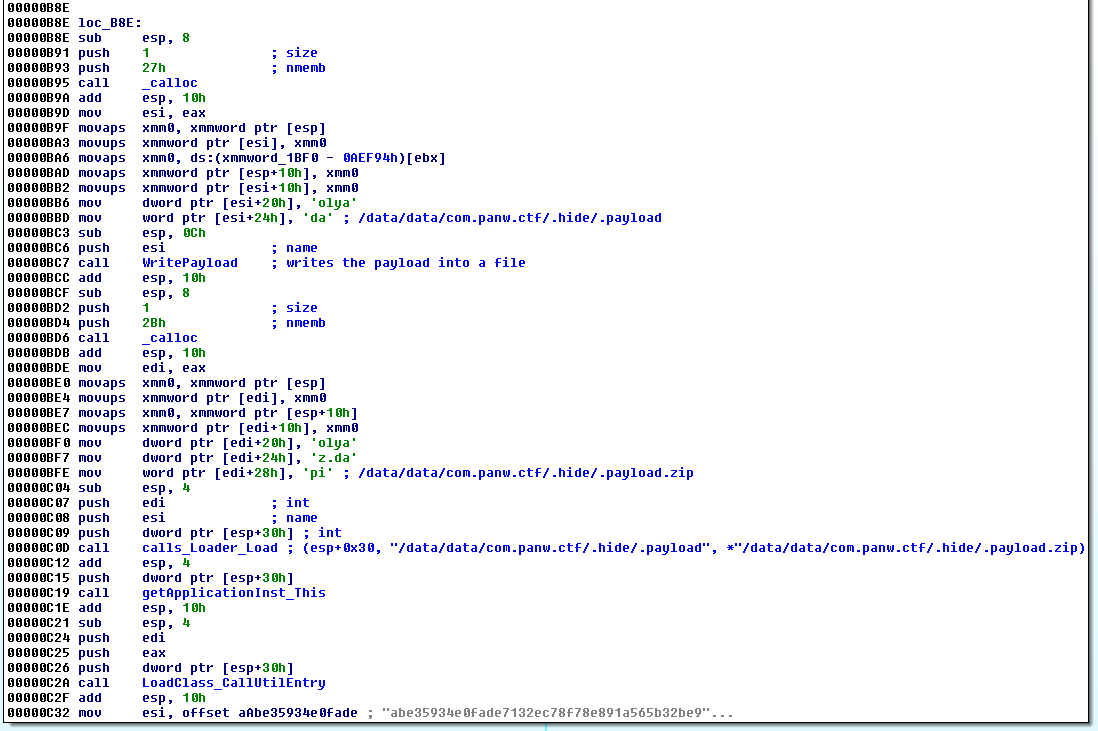 00000B8E
00000B8E loc_B8E:
00000B8E sub esp, 8
00000B91 push 1 ; size
00000B93 push 27h ; nmemb
00000B95 call _calloc
00000B9A add esp, 10h
00000B9D mov esi, eax
00000B9F movaps xmm0, xmmword ptr [esp]
00000BA3 movups xmmword ptr [esi], xmm0
00000BA6 movaps xmm0, ds:(xmmword_1BF0 - 0AEF94h)[ebx]
00000BAD movaps xmmword ptr [esp+10h], xmm0
00000BB2 movups xmmword ptr [esi+10h], xmm0
00000BB6 mov dword ptr [esi+20h], 'olya'
00000BBD mov word ptr [esi+24h], 'da' ; /data/data/com.panw.ctf/.hide/.payload
00000BC3 sub esp, 0Ch
00000BC6 push esi ; name
00000BC7 call WritePayload ; writes the payload into a file
00000BCC add esp, 10h
00000BCF sub esp, 8
00000BD2 push 1 ; size
00000BD4 push 2Bh ; nmemb
00000BD6 call _calloc
00000BDB add esp, 10h
00000BDE mov edi, eax
00000BE0 movaps xmm0, xmmword ptr [esp]
00000BE4 movups xmmword ptr [edi], xmm0
00000BE7 movaps xmm0, xmmword ptr [esp+10h]
00000BEC movups xmmword ptr [edi+10h], xmm0
00000BF0 mov dword ptr [edi+20h], 'olya'
00000BF7 mov dword ptr [edi+24h], 'z.da'
00000BFE mov word ptr [edi+28h], 'pi' ; /data/data/com.panw.ctf/.hide/.payload.zip
00000C04 sub esp, 4
00000C07 push edi ; int
00000C08 push esi ; name
00000C09 push dword ptr [esp+30h] ; int
00000C0D call calls_Loader_Load ; (esp+0x30, "/data/data/com.panw.ctf/.hide/.payload", *"/data/data/com.panw.ctf/.hide/.payload.zip)
00000C12 add esp, 4
00000C15 push dword ptr [esp+30h]
00000C19 call getApplicationInst_This
00000C1E add esp, 10h
00000C21 sub esp, 4
00000C24 push edi
00000C25 push eax
00000C26 push dword ptr [esp+30h]
00000C2A call LoadClass_CallUtilEntry
00000C2F add esp, 10h
00000C32 mov esi, offset aAbe35934e0fade ; "abe35934e0fade7132ec78f78e891a565b32be9"...